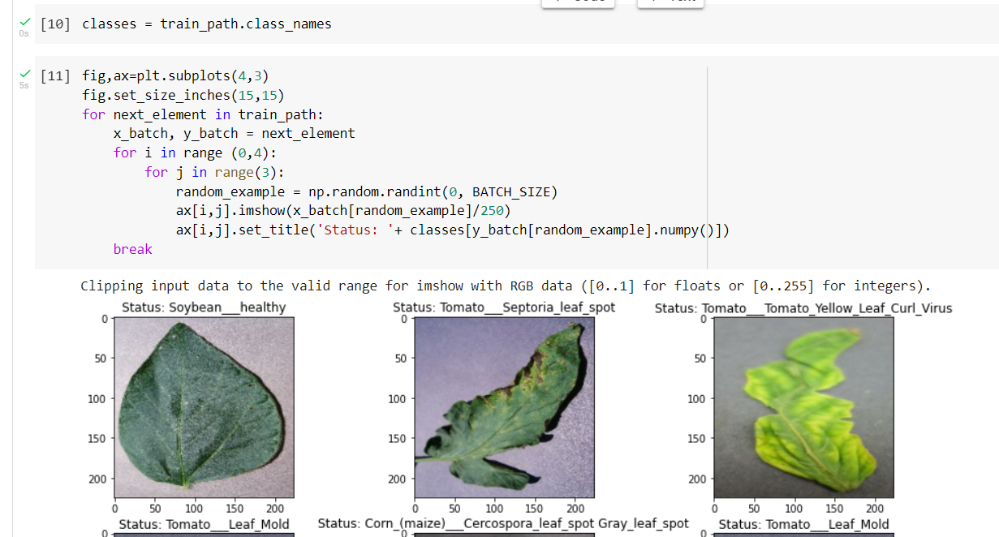 [10] classes = train_path.class_names
0s
[11] fig,ax=plt.subplots(4,3)
5s
fig.set_size_inches(15,15)
for next_element in train_path:
x_batch, y_batch = next_element
for i in range (0,4):
for j in range(3):
random_example = np.random.randint(0, BATCH_SIZE)
ax[i,j].imshow(x_batch[random_example]/250)
ax[i,j].set_title('Status: '+ classes[y_batch[random_example].numpy()])
break
Clipping input data to the valid range for imshow with RGB data ([0..1] for floats or [0..255] for integers).
Status: Soybean___healthy
0
50
100
150
200
0 50 100 150 200
Status: Tomato___Septoria_leaf_spot
0
50
100
150
200
0 50 100 150 200
Status: Tomato___Tomato_Yellow_Leaf_Curl_Virus
0
50
100
150
200
0 50 100 150 200
Status: Tomato___Leaf_Mold
0
Status: Corn_(maize)___Cercospora_leaf_spot Gray_leaf_spot
0
Status: Tomato___Leaf_Mold
0